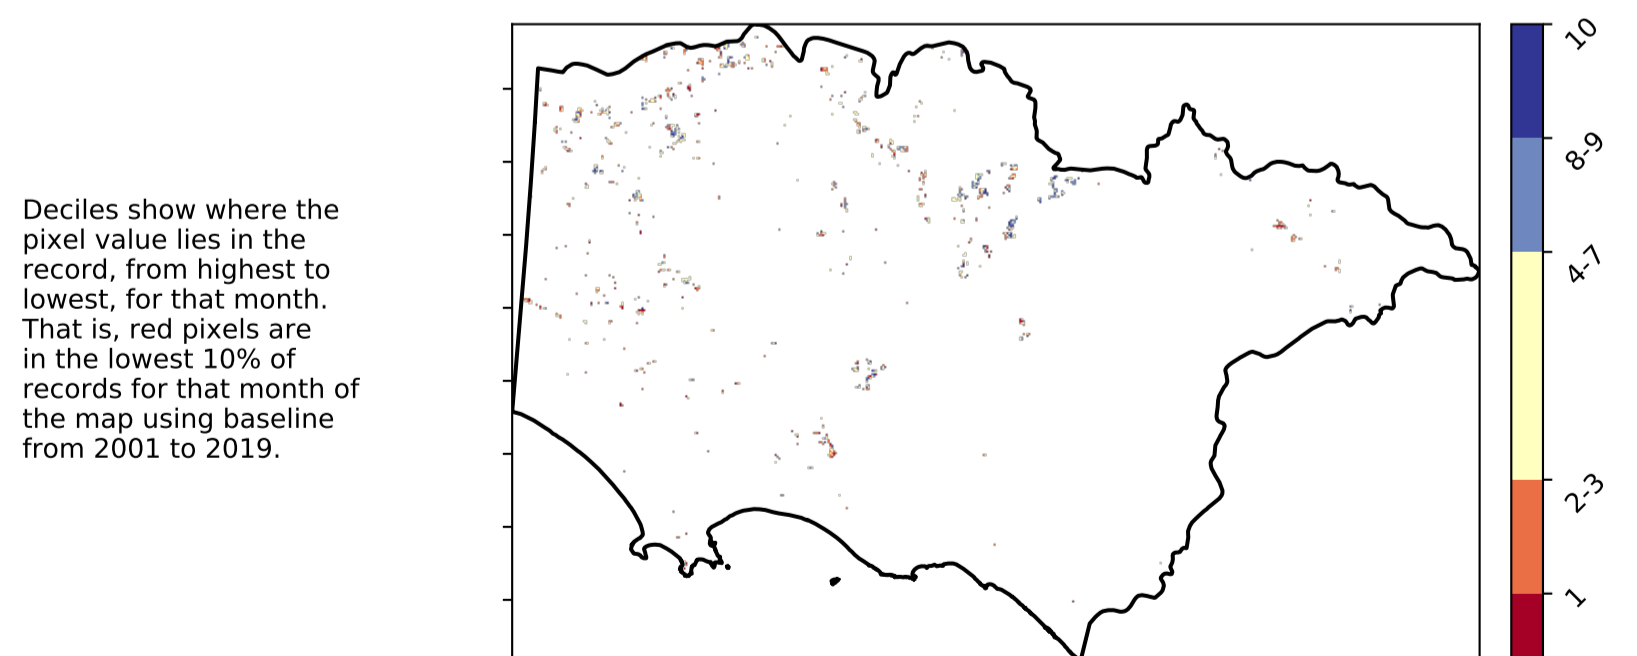 Deciles show where the
pixel value lies in the
record, from highest to
lowest, for that month.
That is, red pixels are
in the lowest 10% of
records for that month of
the map using baseline
from 2001 to 2019.
10
8-9
4-7
2-3
1